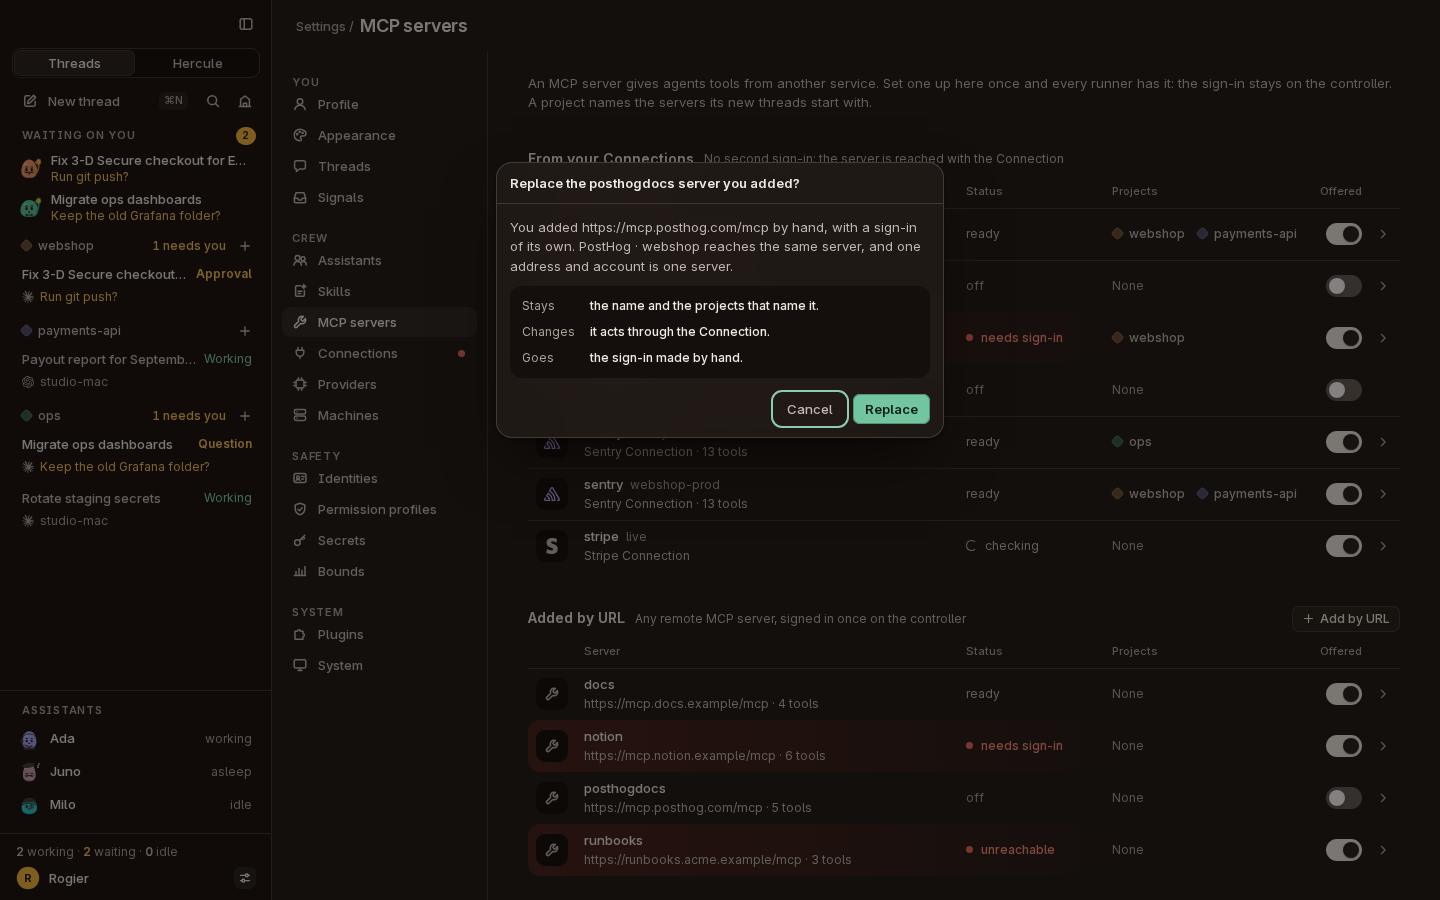 Settings / MCP servers
Threads
Hercule
New thread
⌘N
WAITING ON YOU
2
Fix 3-D Secure checkout for E…
Run git push?
Migrate ops dashboards
Keep the old Grafana folder?
webshop
1 needs you
Fix 3-D Secure checkout…
Approval
Run git push?
payments-api
Payout report for Septemb…
Working
studio-mac
ops
1 needs you
Migrate ops dashboards
Question
Keep the old Grafana folder?
Rotate staging secrets
Working
studio-mac
ASSISTANTS
Ada
working
Juno
asleep
Milo
idle
2 working · 2 waiting · 0 idle
R
Rogier
YOU
Profile
Appearance
Threads
Signals
CREW
Assistants
Skills
MCP servers
Connections
Providers
Machines
SAFETY
Identities
Permission profiles
Secrets
Bounds
SYSTEM
Plugins
System
An MCP server gives agents tools from another service. Set one up here once and every runner has it: the sign-in stays on the controller.
A project names the servers its new threads start with.
From your Connections
No second sign-in: the server is reached with the Connection
Status
Projects
Offered
ready
webshop
payments-api
off
None
needs sign-in
webshop
off
None
ready
ops
Sentry Connection · 13 tools
sentry webshop-prod
Sentry Connection · 13 tools
ready
webshop
payments-api
stripe live
Stripe Connection
checking
None
Replace the posthogdocs server you added?
You added https://mcp.posthog.com/mcp by hand, with a sign-in
of its own. PostHog · webshop reaches the same server, and one
address and account is one server.
Stays
the name and the projects that name it.
Changes
it acts through the Connection.
Goes
the sign-in made by hand.
Cancel
Replace
Added by URL
Any remote MCP server, signed in once on the controller
Add by URL
Server
Status
Projects
Offered
docs
https://mcp.docs.example/mcp · 4 tools
ready
None
notion
https://mcp.notion.example/mcp · 6 tools
needs sign-in
None
posthogdocs
https://mcp.posthog.com/mcp · 5 tools
off
None
runbooks
https://runbooks.acme.example/mcp · 3 tools
unreachable
None